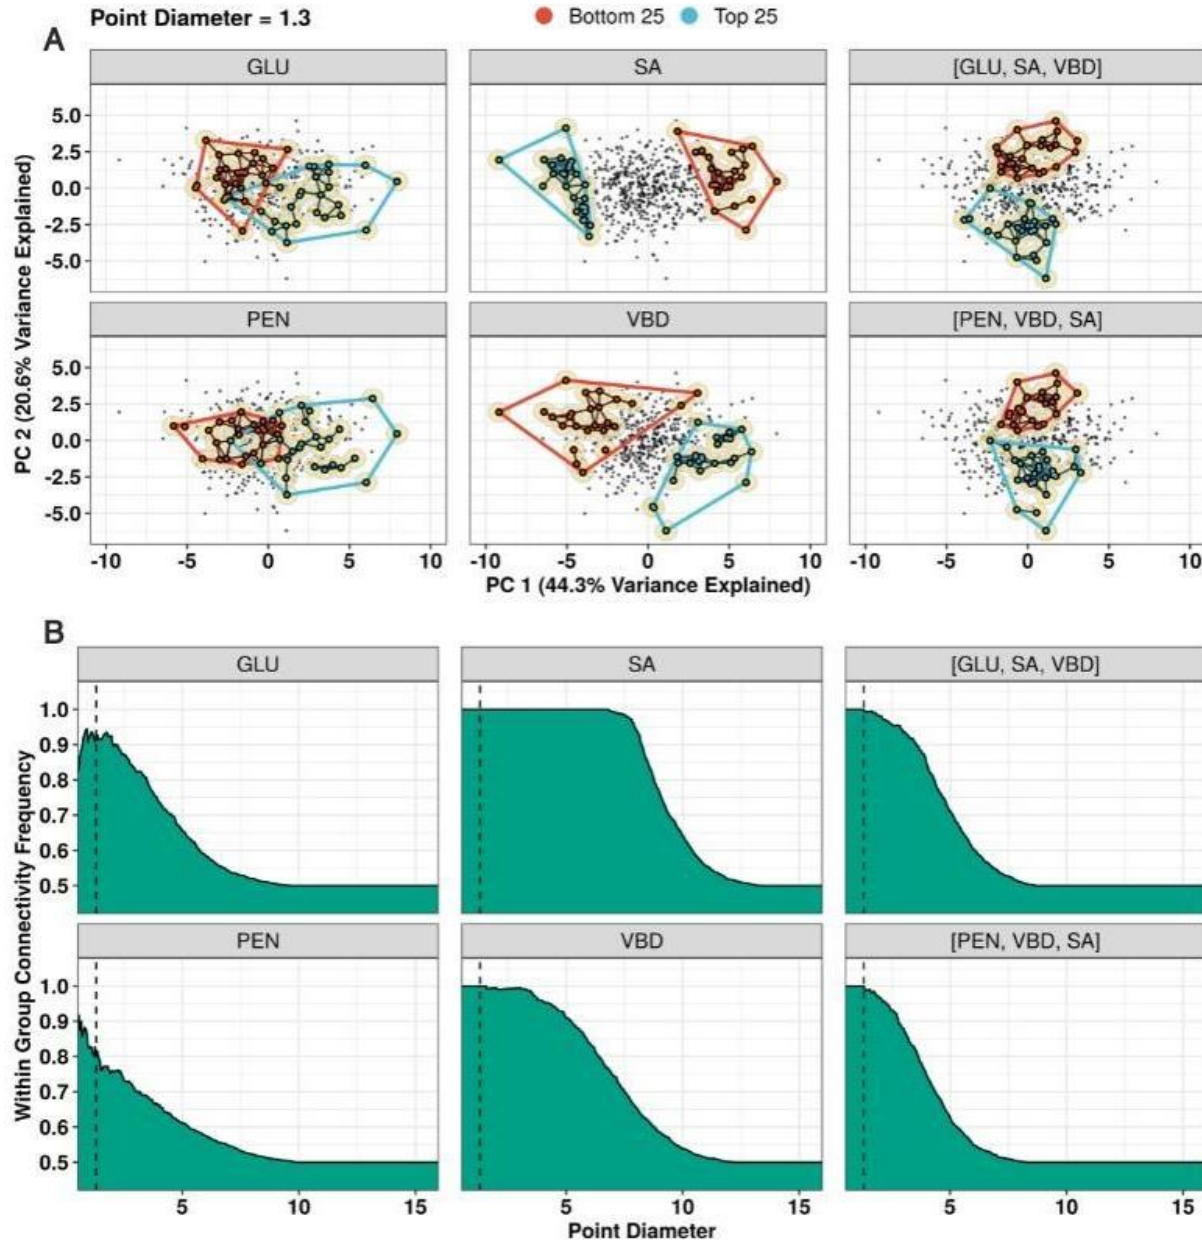 Point Diameter = 1.3
Bottom 25 Top 25
A
GLU SA [GLU, SA, VBD]
5.0
2.5
0.0
-2.5
-5.0
PEN VBD [PEN, VBD, SA]
5.0
2.5
0.0
-2.5
-5.0
PC 2 (20.6% Variance Explained)
-10 -5 0 5 10 -10 -5 0 5 10 -10 -5 0 5 10
PC 1 (44.3% Variance Explained)
B
GLU SA [GLU, SA, VBD]
1.0
0.9
0.8
0.7
0.6
0.5
PEN VBD [PEN, VBD, SA]
1.0
0.9
0.8
0.7
0.6
0.5
Within Group Connectivity Frequency
5 10 15 5 10 15 5 10 15
Point Diameter